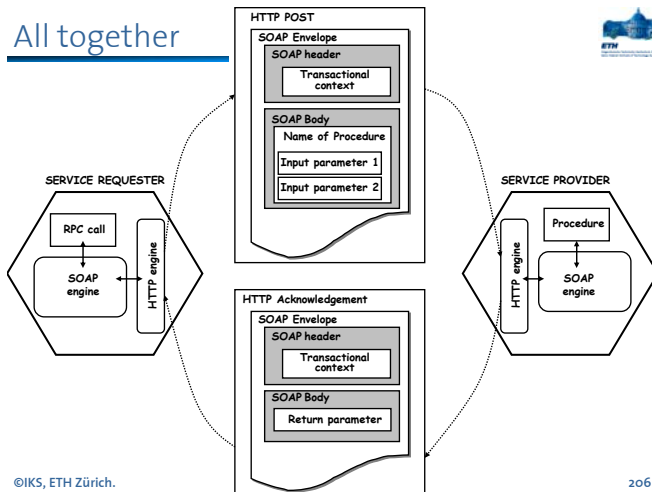 All together
HTTP POST
SOAP Envelope
SOAP header
Transactional
context
SOAP Body
Name of Procedure
Input parameter 1
Input parameter 2
SERVICE REQUESTER
RPC call
SOAP
engine
HTTP engine
SERVICE PROVIDER
Procedure
HTTP engine
SOAP
engine
HTTP Acknowledgement
SOAP Envelope
SOAP header
Transactional
context
SOAP Body
Return parameter
ETH
©IKS, ETH Zürich.
206